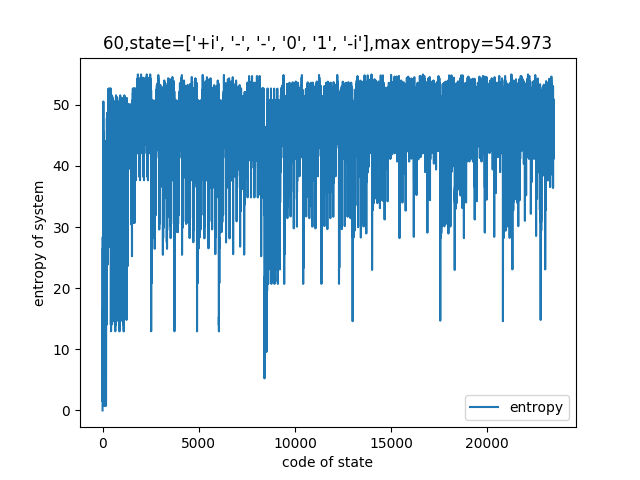 60,state=['+i', '-', '-', '0', '1', '-i'],max entropy=54.973
entropy of system
50
40
30
20
10
0
0
5000
10000
15000
20000
code of state
entropy